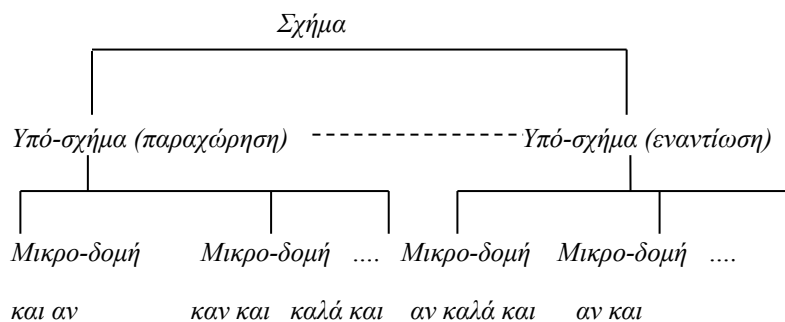 Σχήμα
Υπό-σχήμα (παραχώρηση) Υπό-σχήμα (εναντίωση)
Μικρο-δομή Μικρο-δομή .... Μικρο-δομή Μικρο-δομή ....
και αν καν και καλά και αν καλά και αν και